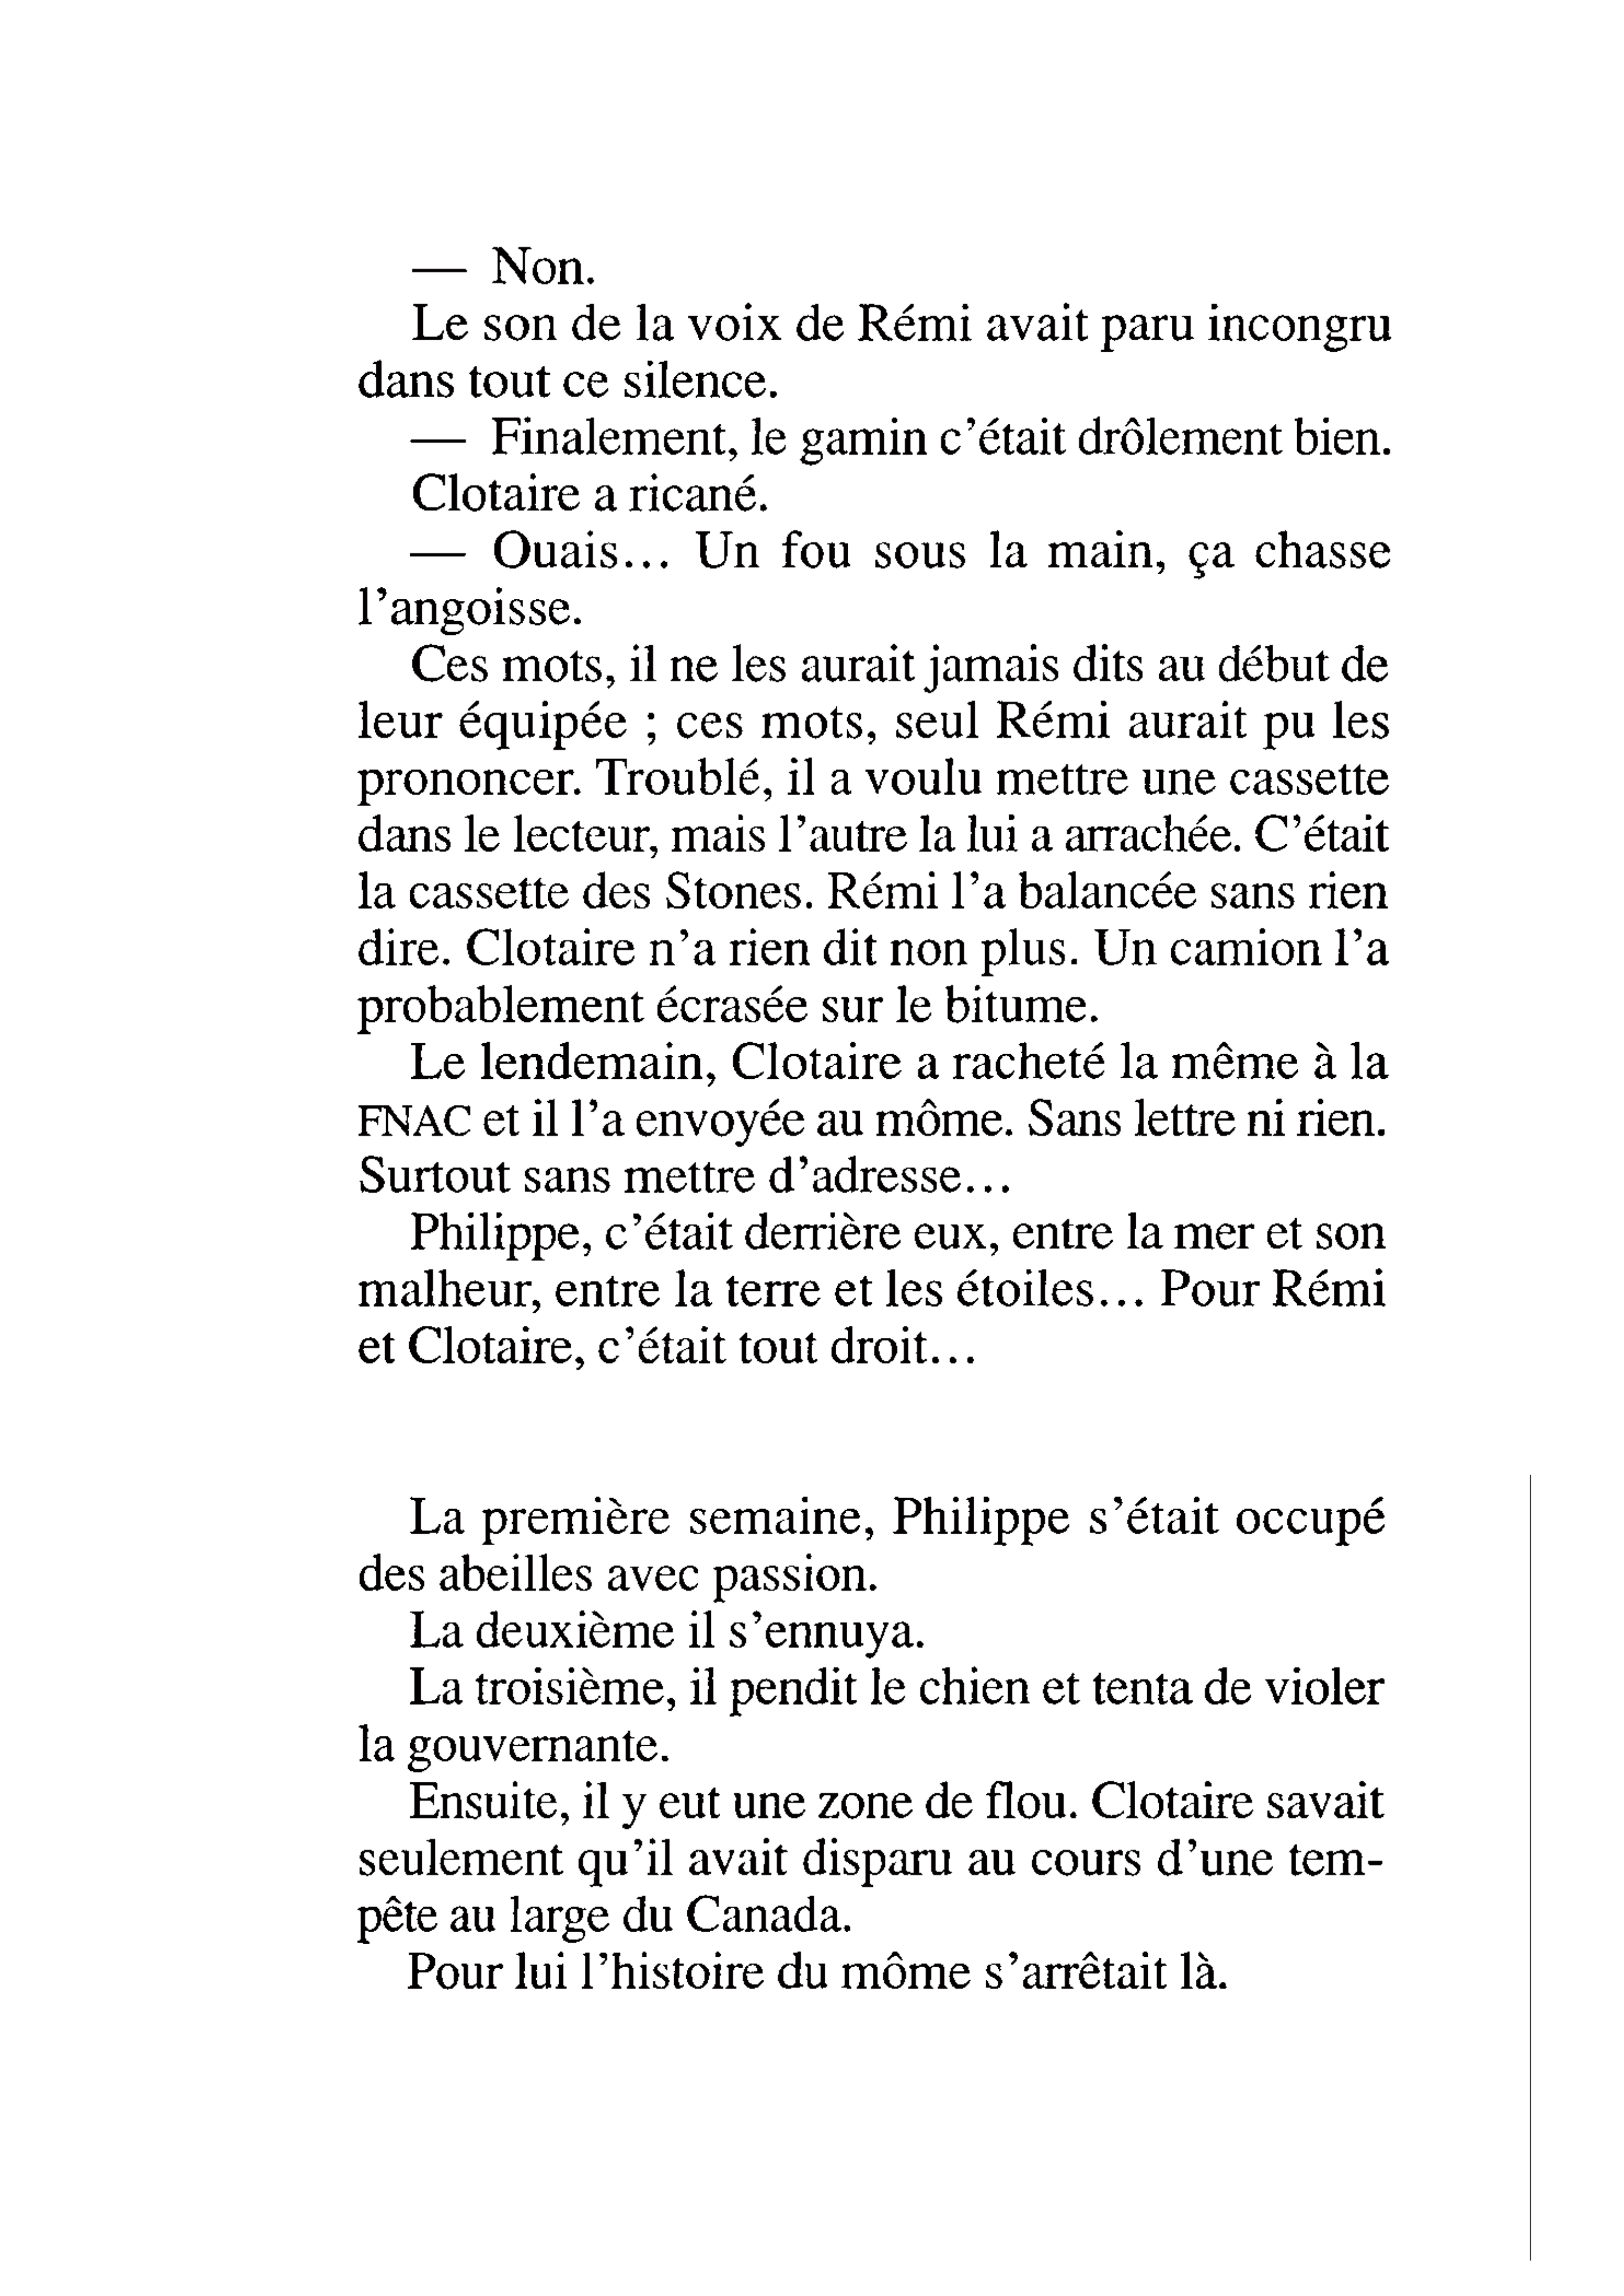 — Non.
Le son de la voix de Rémi avait paru incongru
dans tout ce silence.
— Finalement, le gamin c’était drôlement bien.
Clotaire a ricané.
— Ouais… Un fou sous la main, ça chasse
l’angoisse.
Ces mots, il ne les aurait jamais dits au début de
leur équipée ; ces mots, seul Rémi aurait pu les
prononcer. Troublé, il a voulu mettre une cassette
dans le lecteur, mais l’autre la lui a arrachée. C’était
la cassette des Stones. Rémi l’a balancée sans rien
dire. Clotaire n’a rien dit non plus. Un camion l’a
probablement écrasée sur le bitume.
Le lendemain, Clotaire a racheté la même à la
FNAC et il l’a envoyée au môme. Sans lettre ni rien.
Surtout sans mettre d’adresse…
Philippe, c’était derrière eux, entre la mer et son
malheur, entre la terre et les étoiles… Pour Rémi
et Clotaire, c’était tout droit…
La première semaine, Philippe s’était occupé
des abeilles avec passion.
La deuxième il s’ennuya.
La troisième, il pendit le chien et tenta de violer
la gouvernante.
Ensuite, il y eut une zone de flou. Clotaire savait
seulement qu’il avait disparu au cours d’une tem-
pête au large du Canada.
Pour lui l’histoire du môme s’arrêtait là.